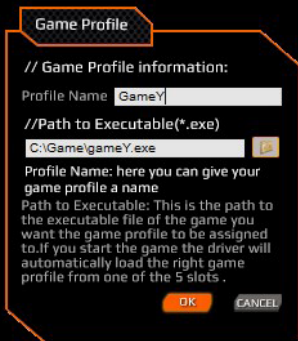 Game Profile
// Game Profile information:
Profile Name GameY
//Path to Executable(*.exe)
C:\Game\gameY.exe
Profile Name: here you can give your
game profile a name
Path to Executable: This is the path to
the executable file of the game you
want the game profile to be assigned
to.If you start the game the driver will
automatically load the right game
profile from one of the 5 slots .
OK CANCEL